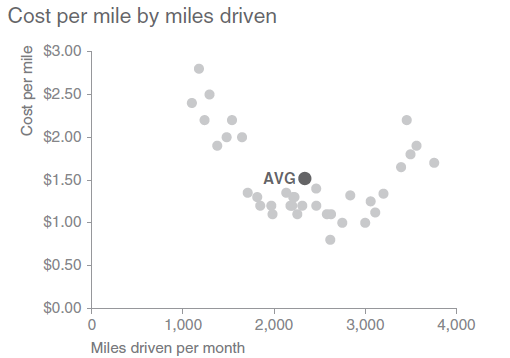 Cost per mile by miles driven
Cost per mile
$3.00
$2.50
$2.00
$1.50
$1.00
$0.50
$0.00
AVG
0 1,000 2,000 3,000 4,000
Miles driven per month